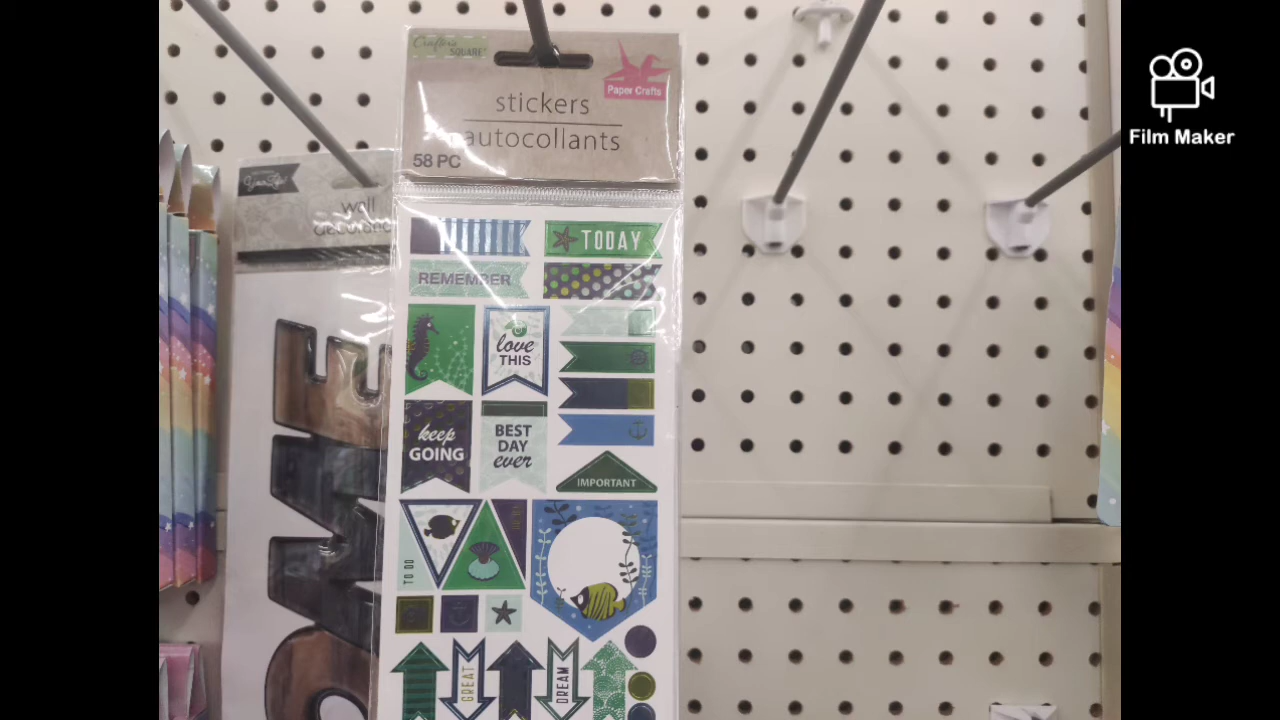 Crafter's
SQUARE
Paper Crafts
stickers
autocollants
58 PC
wall
TODAY
REMEMBER
love
THIS
keep
GOING
BEST
DAY
ever
IMPORTANT
TO DO
GREAT
DREAM
Film Maker